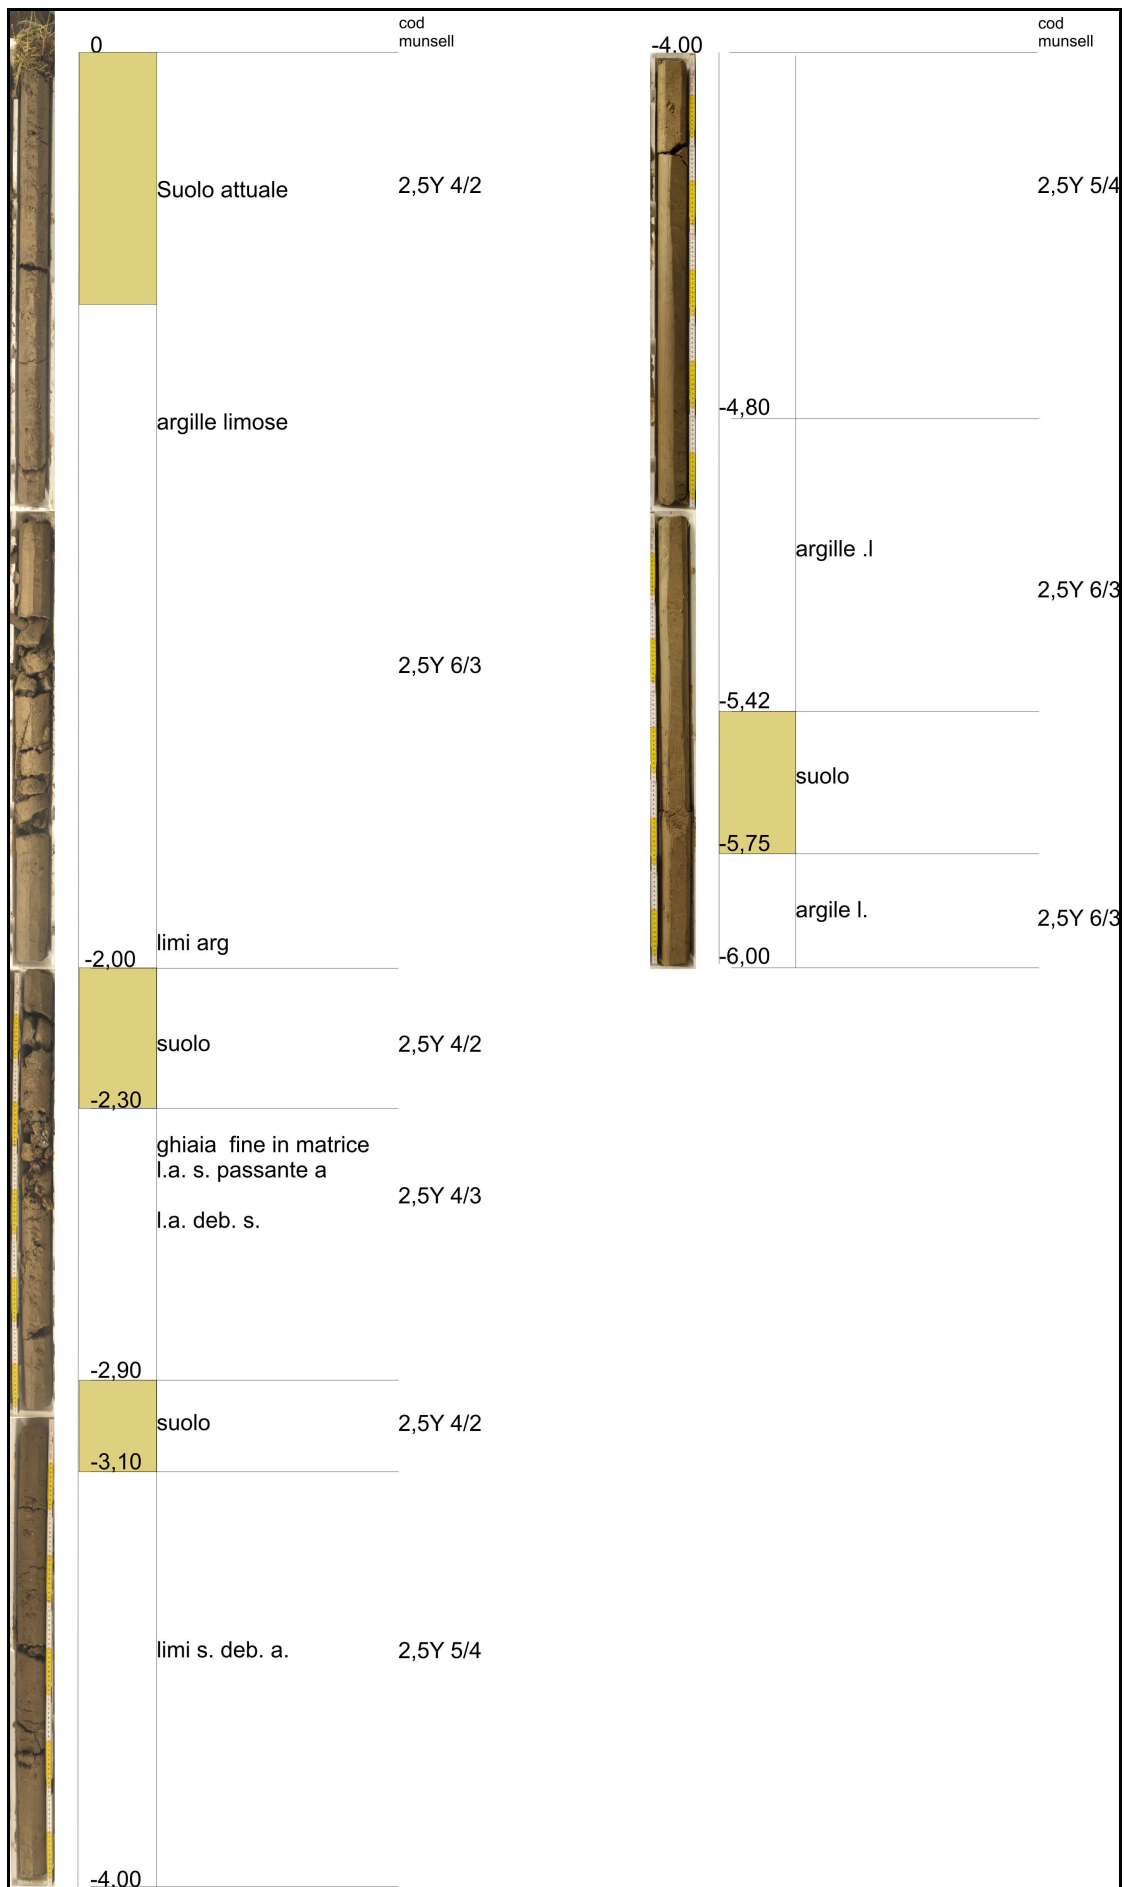 cod
munsell
0
Suolo attuale
2,5Y 4/2
argille limose
2,5Y 6/3
limi arg
-2,00
suolo
2,5Y 4/2
-2,30
ghiaia  fine in matrice
l.a. s. passante a
2,5Y 4/3
l.a. deb. s.
-2,90
suolo
2,5Y 4/2
-3,10
limi s. deb. a.
2,5Y 5/4
-4.00
cod
munsell
-4.00
2,5Y 5/4
-4,80
argille .l
2,5Y 6/3
-5,42
suolo
-5,75
argile l.
2,5Y 6/3
-6,00